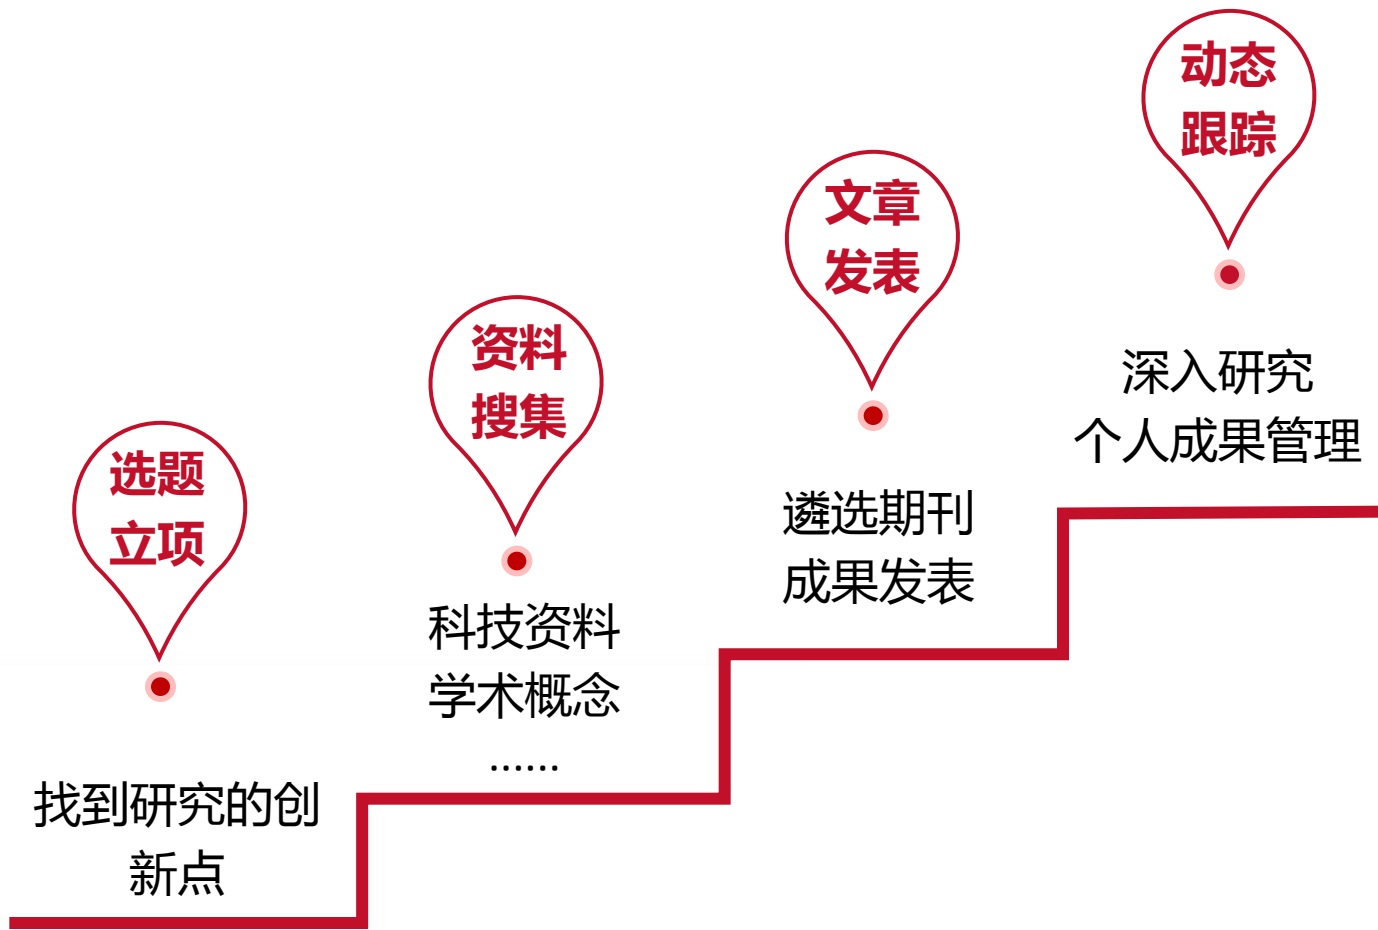 选题
立项
找到研究的创
新点
资料
搜集
科技资料
学术概念
……
文章
发表
遴选期刊
成果发表
动态
跟踪
深入研究
个人成果管理